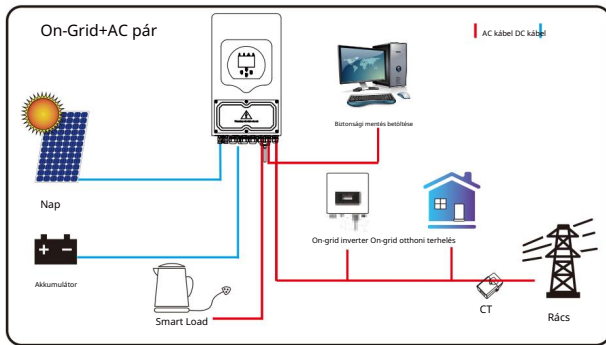 On-Grid+AC pár
AC kábel DC kábel
Biztonsági mentés betöltése
Nap
On-grid inverter On-grid otthoni terhelés
Akkumulátor
Smart Load
CT
Rács